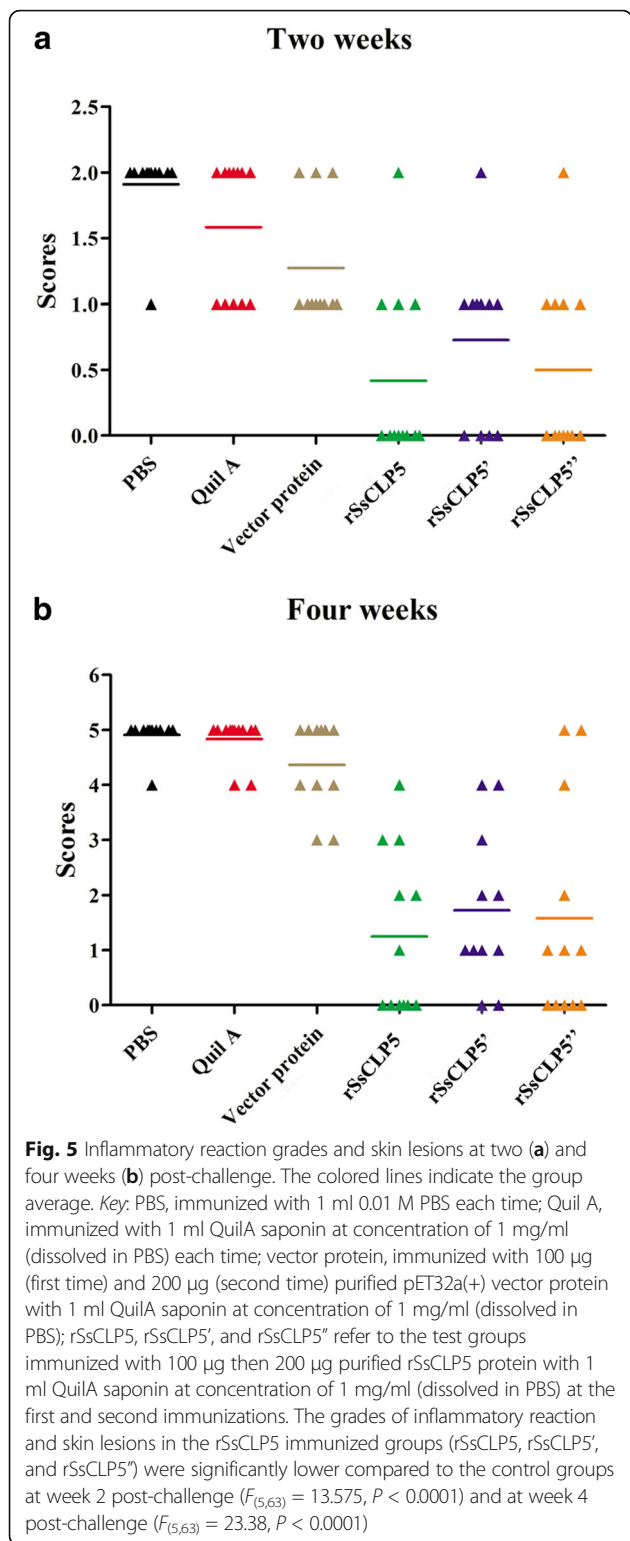 a
Two weeks
2.5
2.0
1.5
1.0
0.5
0.0
Scores
PBS
Quil A
Vector protein
rSsCLP5
rSsCLP5’
rSsCLP5’’
b
Four weeks
6
5
4
3
2
1
0
Scores
PBS
Quil A
Vector protein
rSsCLP5
rSsCLP5’
rSsCLP5’’
Fig. 5 Inflammatory reaction grades and skin lesions at two (a) and
four weeks (b) post-challenge. The colored lines indicate the group
average. Key: PBS, immunized with 1 ml 0.01 M PBS each time; Quil A,
immunized with 1 ml QuilA saponin at concentration of 1 mg/ml
(dissolved in PBS) each time; vector protein, immunized with 100 μg
(first time) and 200 μg (second time) purified pET32a(+) vector protein
with 1 ml QuilA saponin at concentration of 1 mg/ml (dissolved in
PBS); rSsCLP5, rSsCLP5’, and rSsCLP5” refer to the test groups
immunized with 100 μg then 200 μg purified rSsCLP5 protein with 1
ml QuilA saponin at concentration of 1 mg/ml (dissolved in PBS) at the
first and second immunizations. The grades of inflammatory reaction
and skin lesions in the rSsCLP5 immunized groups (rSsCLP5, rSsCLP5’,
and rSsCLP5”) were significantly lower compared to the control groups
at week 2 post-challenge (F(5,63) = 13.575, P < 0.0001) and at week 4
post-challenge (F(5,63) = 23.38, P < 0.0001)